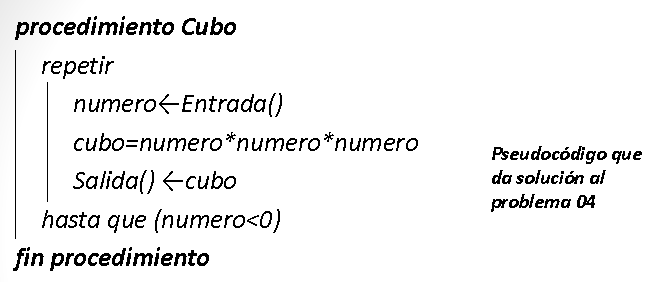 procedimiento Cubo
repetir
numero←Entrada()
cubo=numero*numero*numero
Salida() ←cubo
hasta que (numero<0)
fin procedimiento
Pseudocódigo que
da solución al
problema 04